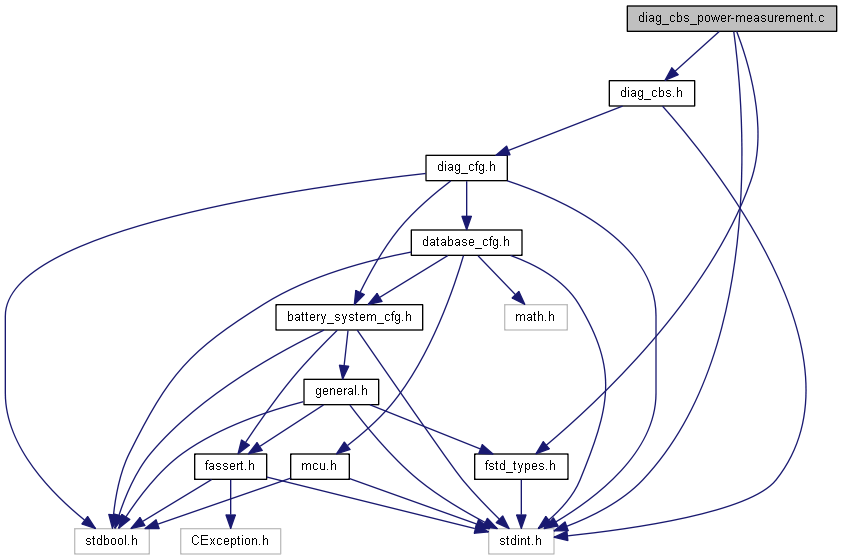 diag_cbs_power-measurement.c
diag_cbs.h
diag_cfg.h
database_cfg.h
battery_system_cfg.h
math.h
general.h
fassert.h
mcu.h
fstd_types.h
stdbool.h
CException.h
stdint.h